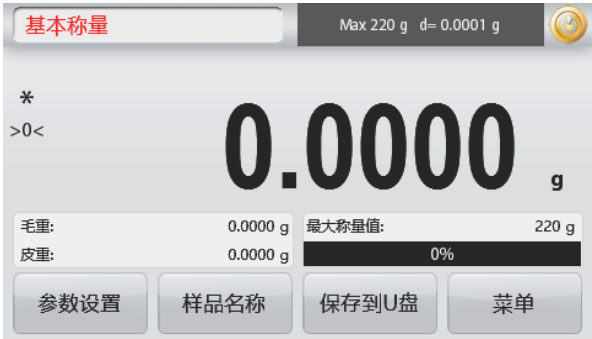 基本称量 Max 220 g d= 0.0001 g
*
>0<
0.0000 g
毛重: 0.0000 g 最大称量值: 220 g
皮重: 0.0000 g 0%
参数设置 样品名称 保存到U盘 菜单